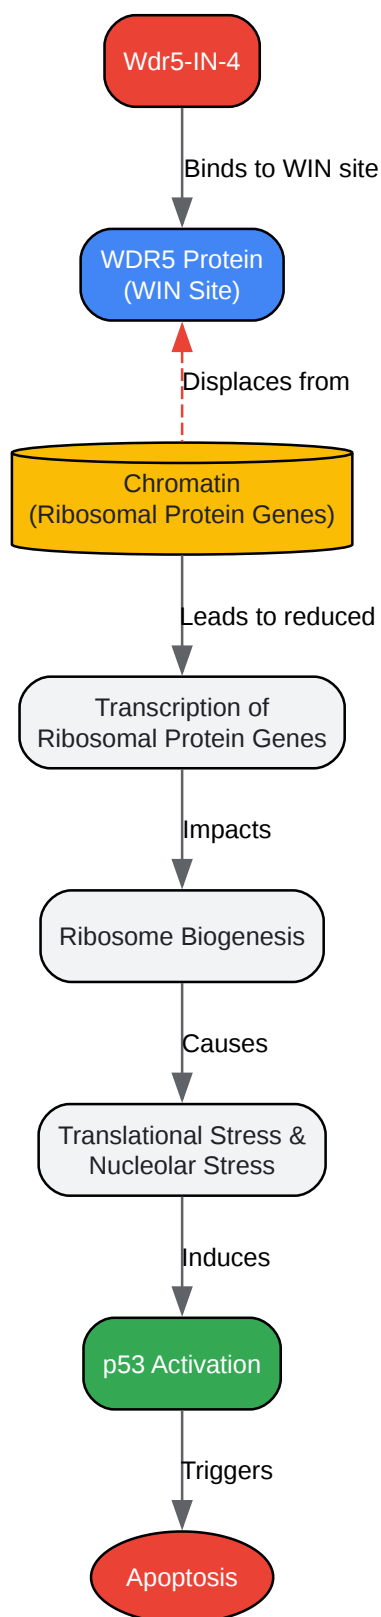 Wdr5-IN-4
Binds to WIN site
WDR5 Protein
(WIN Site)
Displaces from
Chromatin
(Ribosomal Protein Genes)
Leads to reduced
Transcription of
Ribosomal Protein Genes
Impacts
Ribosome Biogenesis
Causes
Translational Stress &
Nucleolar Stress
Induces
p53 Activation
Triggers
Apoptosis